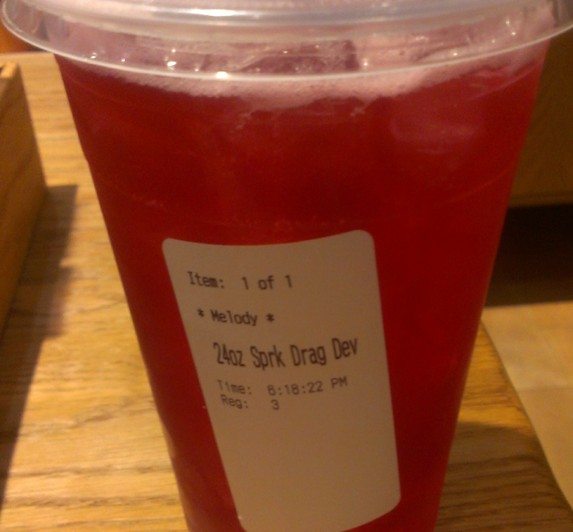 Item: 1 of 1
* Melody *
24oz Sprk Drag Dev
Time: 6:18:22 PM
Reg: 3